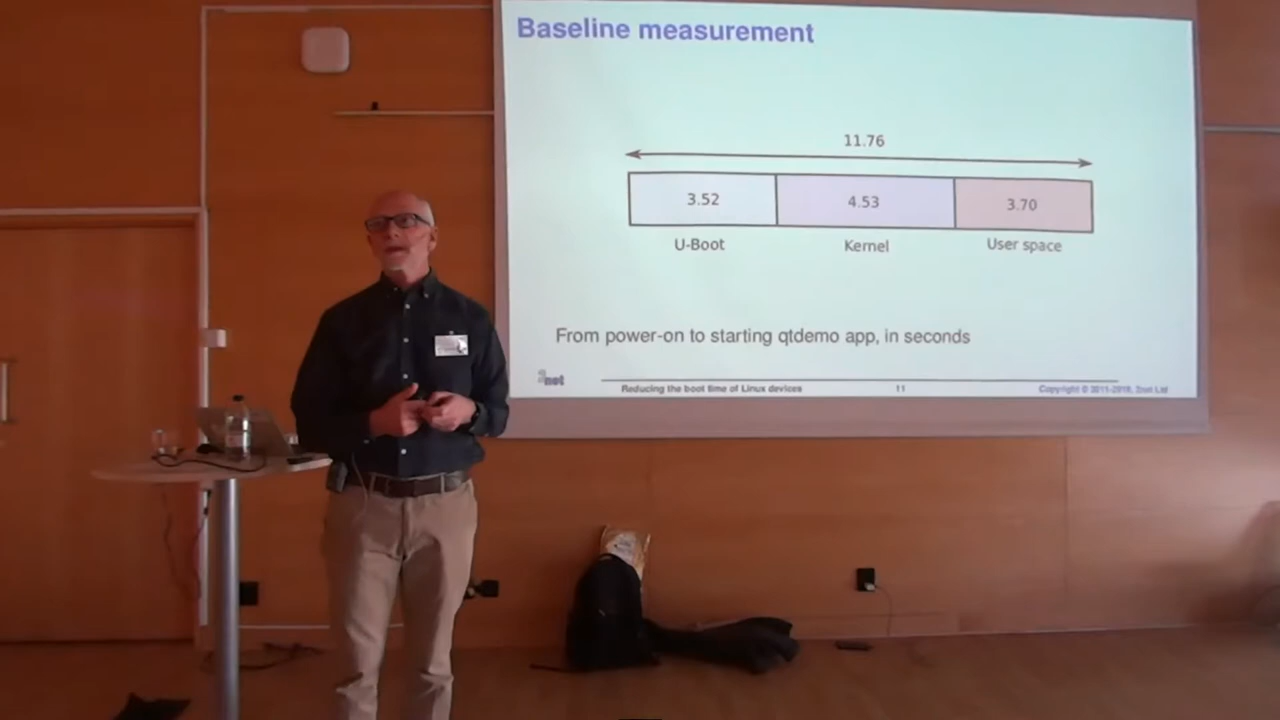 Baseline measurement
11.76
3.52
4.53
3.70
U-Boot
Kernel
User space
From power-on to starting qtdemo app, in seconds
2net
Reducing the boot time of Linux devices
11
Copyright © 2011-2018, 2net Ltd